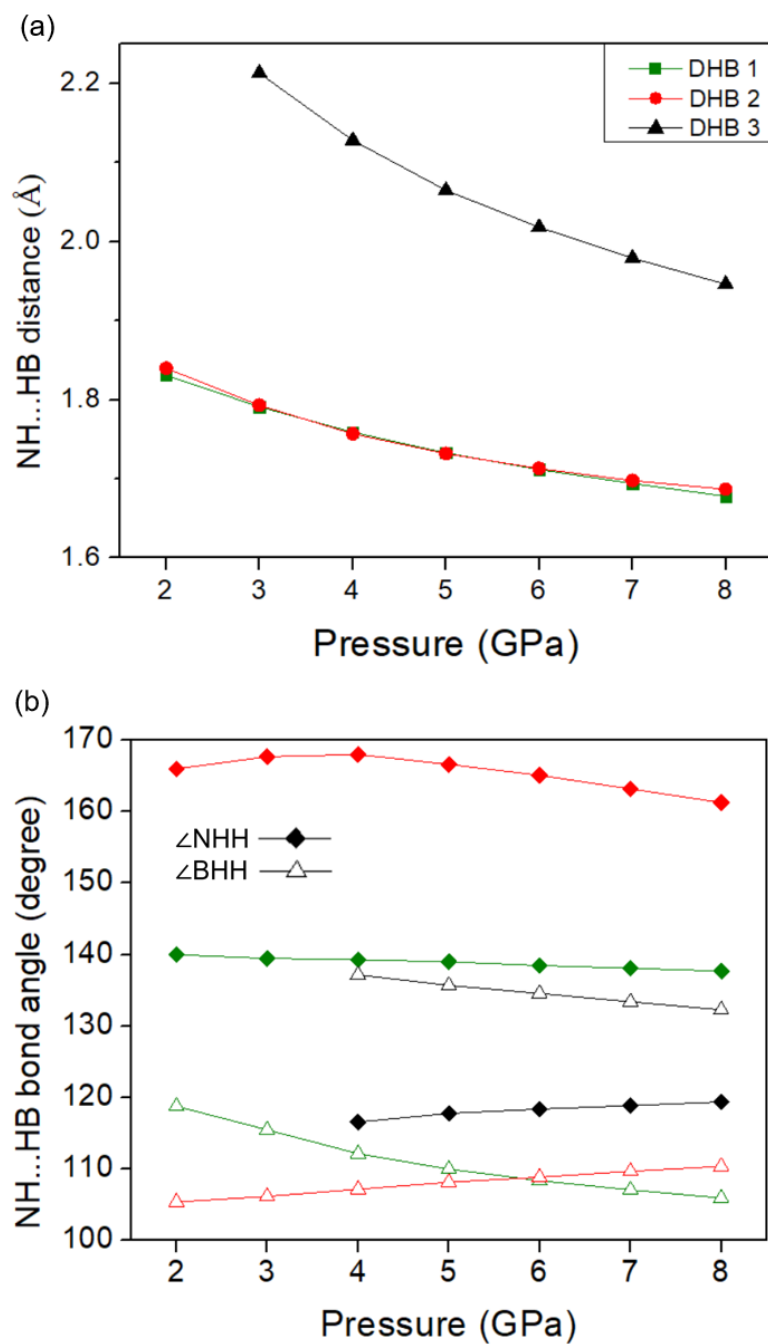 (a)
DHB 1
DHB 2
DHB 3
NH...HB distance (Å)
2.2
2.0
1.8
1.6
2 3 4 5 6 7 8
Pressure (GPa)
(b)
NH...HB bond angle (degree)
170
160
150
140
130
120
110
100
∠NHH
∠BHH
2 3 4 5 6 7 8
Pressure (GPa)